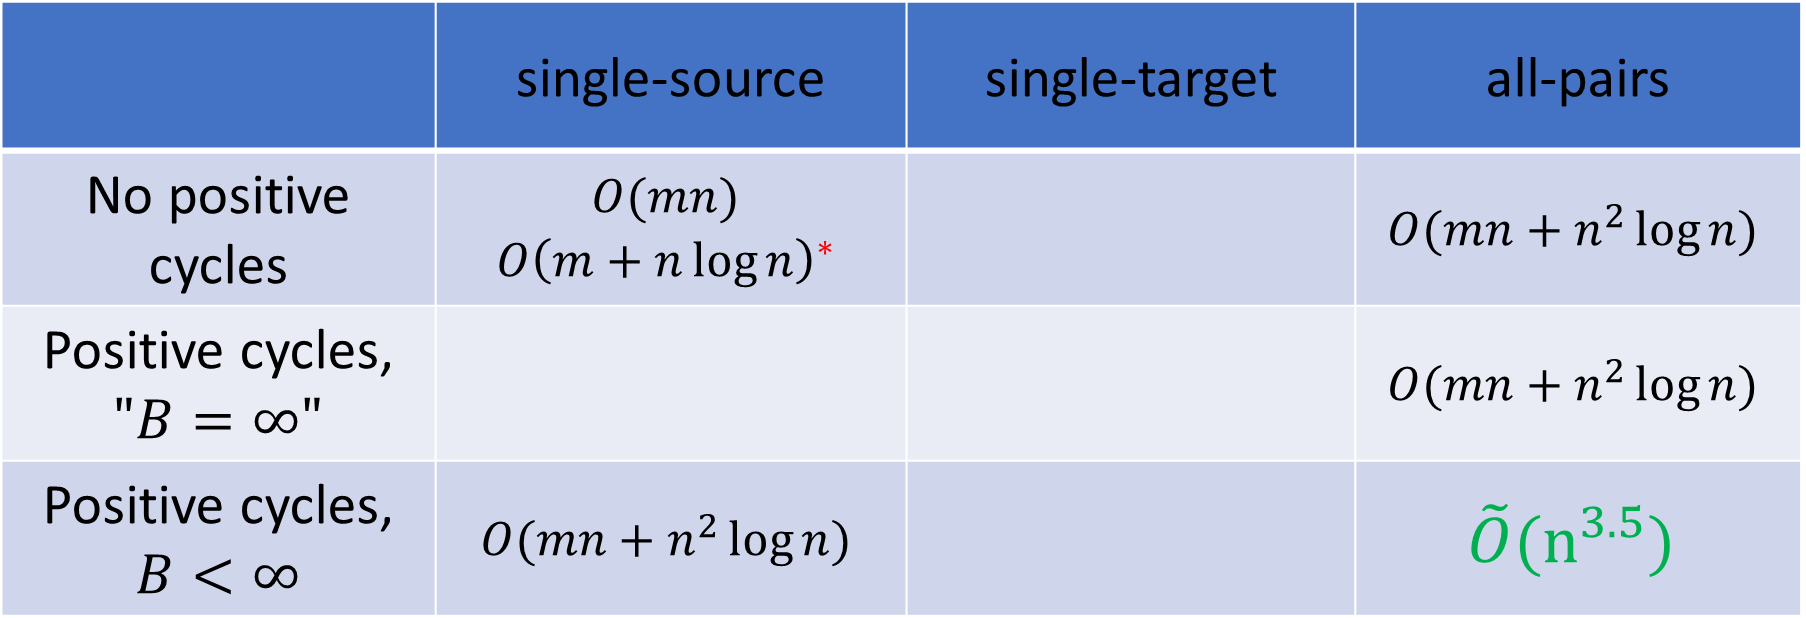 single-source single-target all-pairs
No positive cycles
O(mn)
O(m + n log n)*
O(mn + n² log n)
Positive cycles,
"B = ∞"
O(mn + n² log n)
Positive cycles,
B < ∞
O(mn + n² log n)
Õ(n³·⁵)